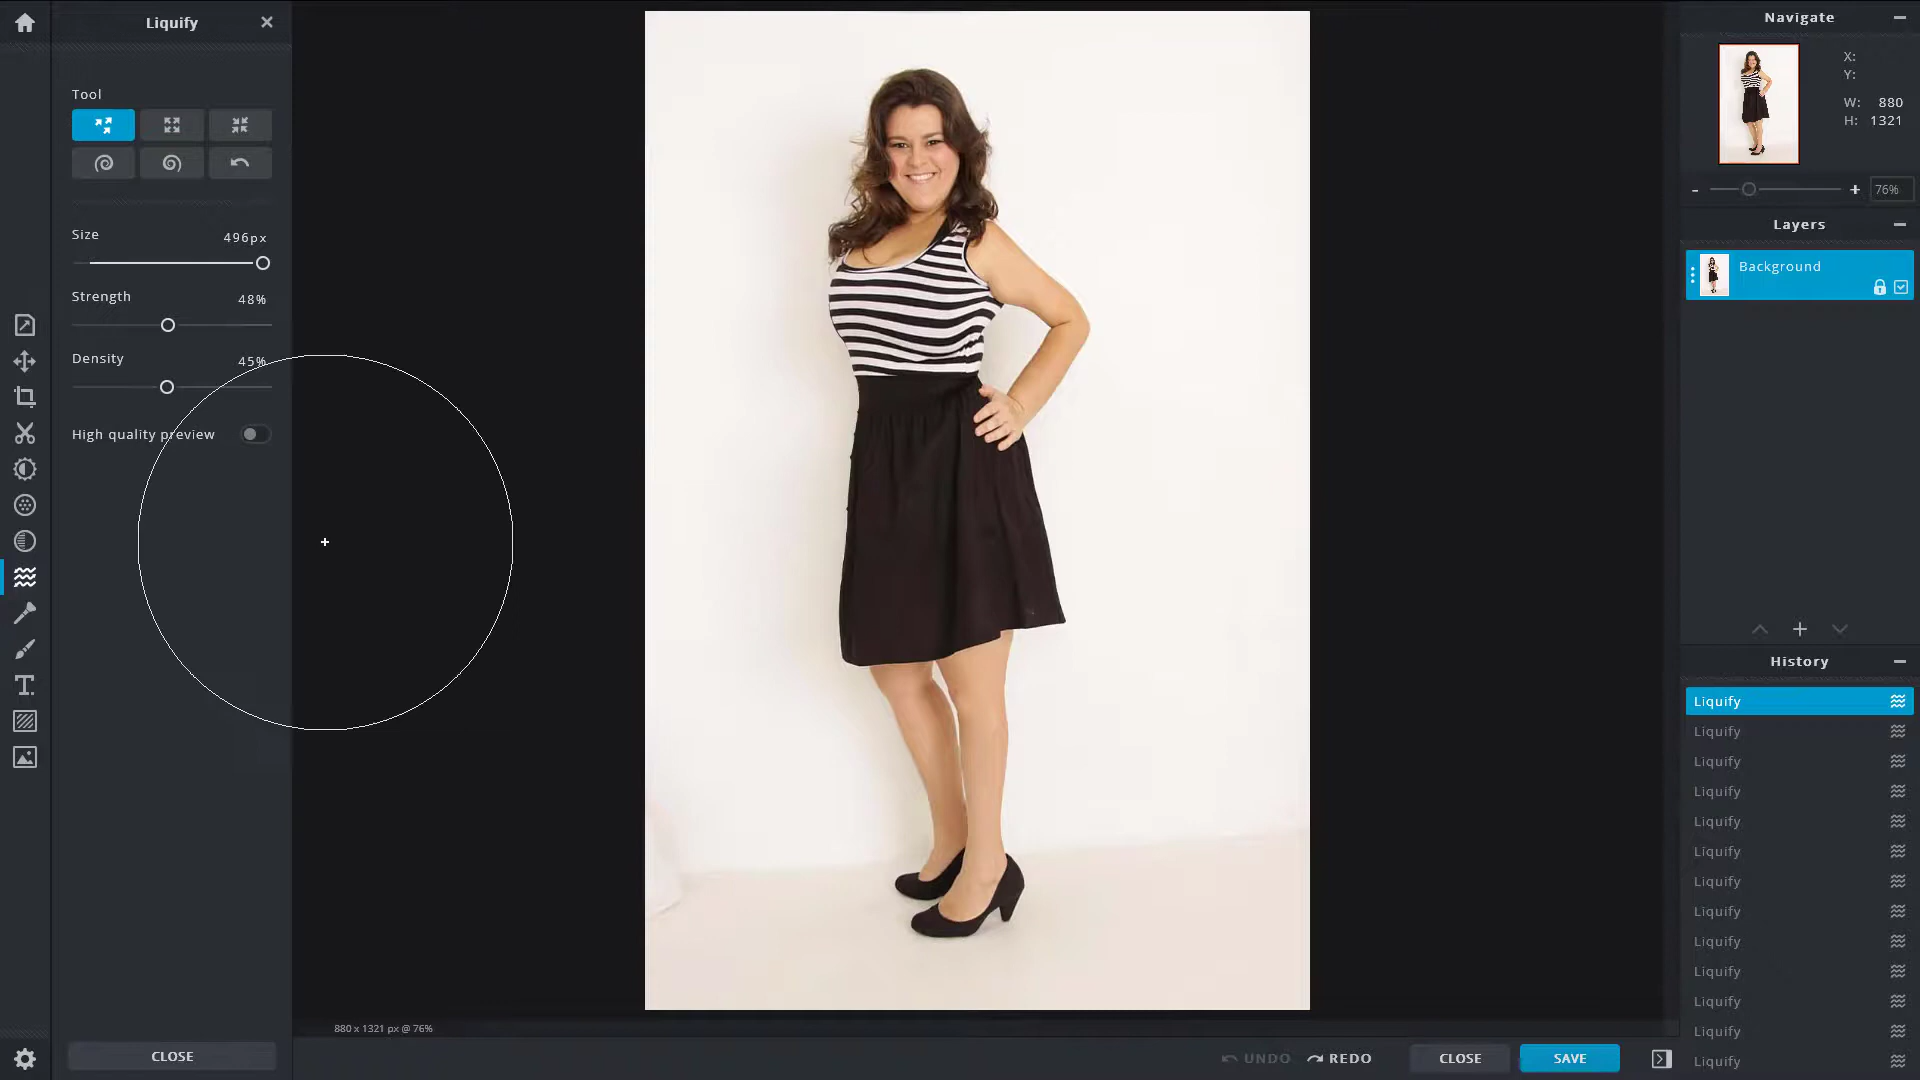 Liquify
Tool
Size
496px
Strength
48%
Density
45%
High quality preview
CLOSE
880 x 1321 px @ 76%
UNDO
REDO
CLOSE
SAVE
Navigate
X:
Y:
W: 880
H: 1321
- + 76%
Layers
Background
+
History
Liquify
Liquify
Liquify
Liquify
Liquify
Liquify
Liquify
Liquify
Liquify
Liquify
Liquify
Liquify
Liquify